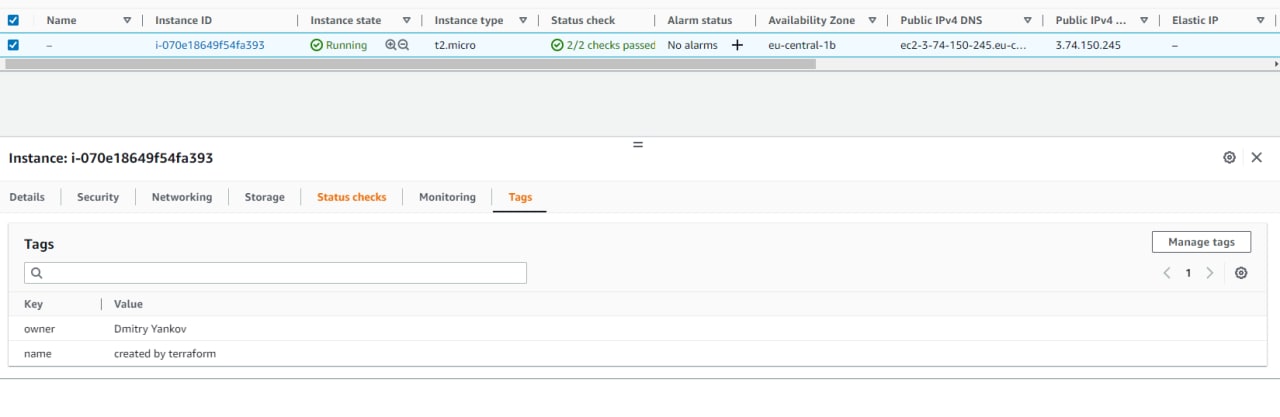 Name Instance ID Instance state Instance type Status check Alarm status Availability Zone Public IPv4 DNS Public IPv4 ... Elastic IP
– i-070e18649f54fa393 Running t2.micro 2/2 checks passed No alarms + eu-central-1b ec2-3-74-150-245.eu-c... 3.74.150.245 –
Instance: i-070e18649f54fa393
Details Security Networking Storage Status checks Monitoring Tags
Tags Manage tags
1
Key Value
owner Dmitry Yankov
name created by terraform